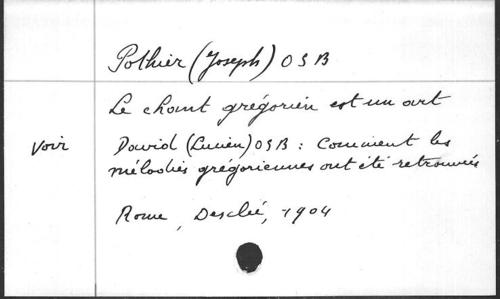 Pothier (Joseph) OSB
Le chant grégorien est un art
Voir David (Lucien) OSB : Comment les
mélodies grégoriennes ont été retrouvées
Rome, Desclée, 1904